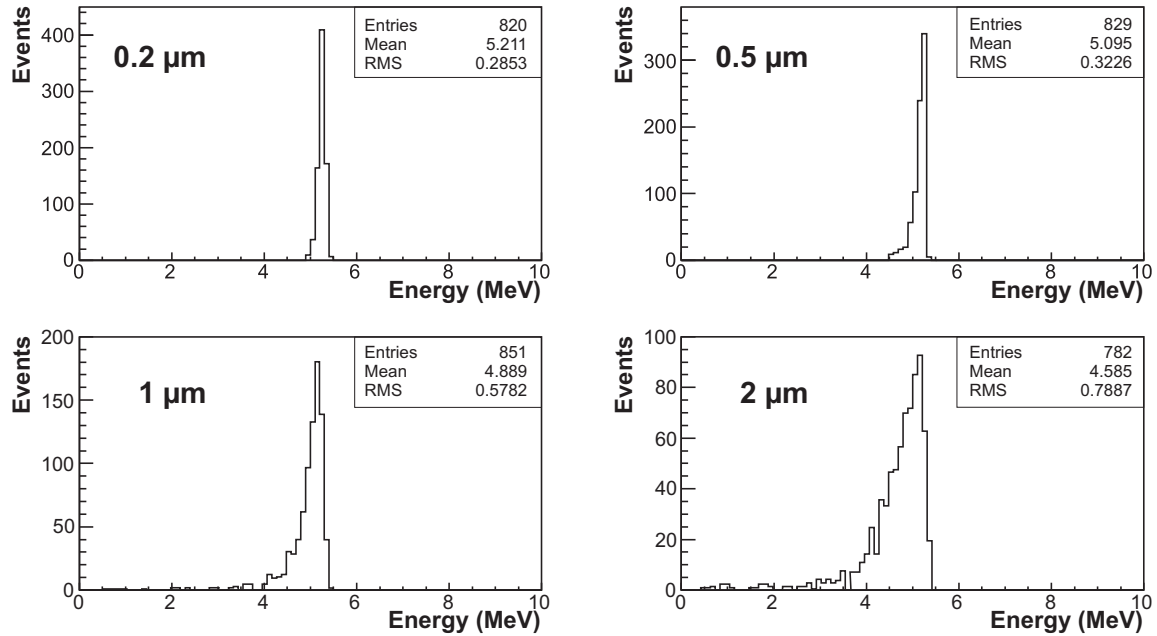 Events
400
300
200
100
0
0.2 µm
Entries 820
Mean 5.211
RMS 0.2853
0 2 4 6 8 10
Energy (MeV)
Events
300
200
100
0
0.5 µm
Entries 829
Mean 5.095
RMS 0.3226
0 2 4 6 8 10
Energy (MeV)
Events
200
150
100
50
0
1 µm
Entries 851
Mean 4.889
RMS 0.5782
0 2 4 6 8 10
Energy (MeV)
Events
100
80
60
40
20
0
2 µm
Entries 782
Mean 4.585
RMS 0.7887
0 2 4 6 8 10
Energy (MeV)